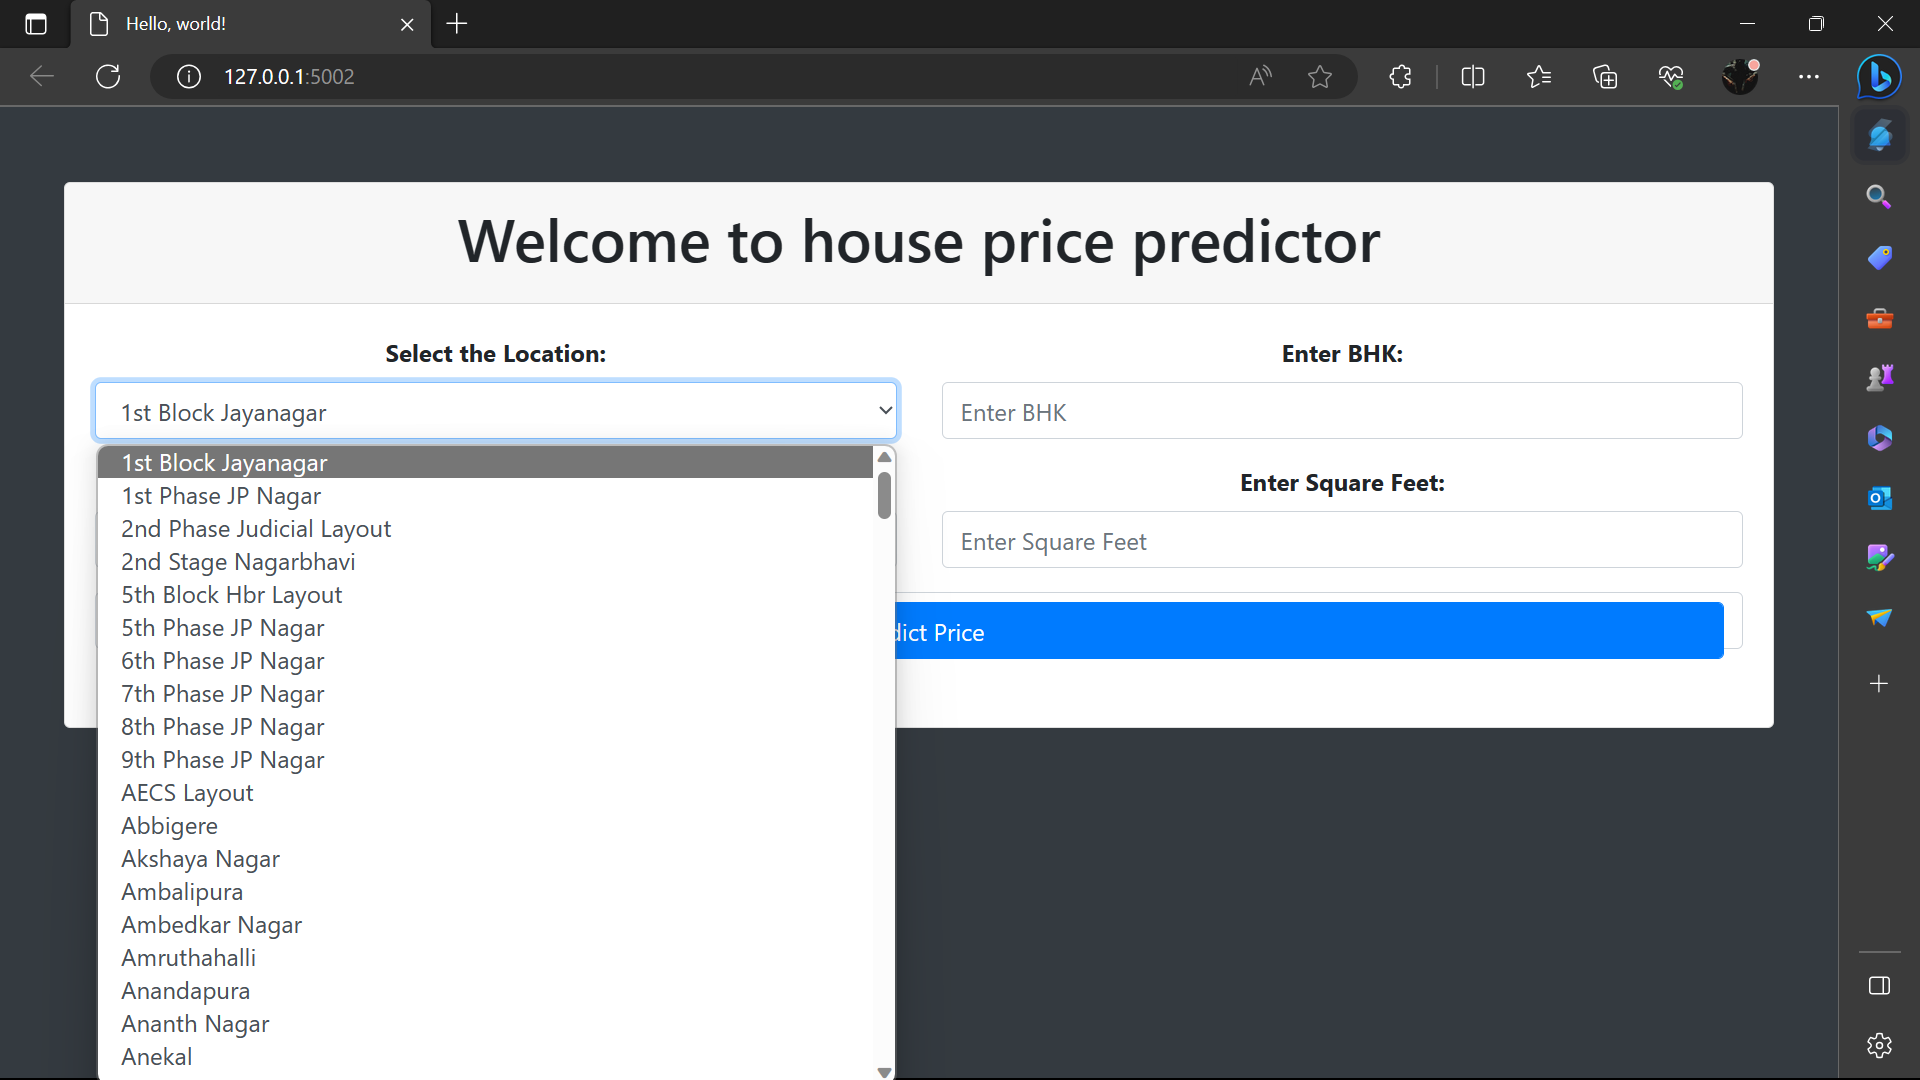 Hello, world!
127.0.0.1:5002
Welcome to house price predictor
Select the Location:
Enter BHK:
1st Block Jayanagar
Enter BHK
1st Block Jayanagar
1st Phase JP Nagar
2nd Phase Judicial Layout
2nd Stage Nagarbhavi
5th Block Hbr Layout
5th Phase JP Nagar
6th Phase JP Nagar
7th Phase JP Nagar
8th Phase JP Nagar
9th Phase JP Nagar
AECS Layout
Abbigere
Akshaya Nagar
Ambalipura
Ambedkar Nagar
Amruthahalli
Anandapura
Ananth Nagar
Anekal
Enter Square Feet:
Enter Square Feet
dict Price